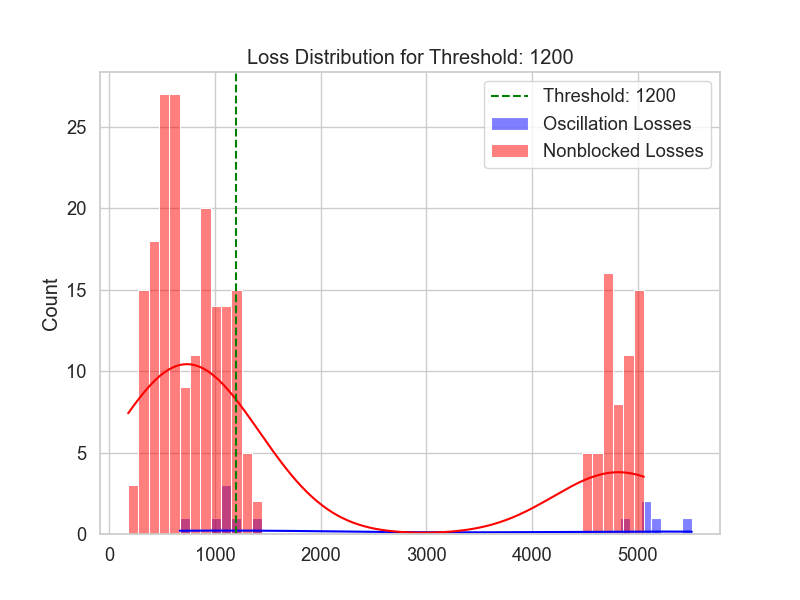 Loss Distribution for Threshold: 1200
Threshold: 1200
Oscillation Losses
Nonblocked Losses
Count
25
20
15
10
5
0
0 1000 2000 3000 4000 5000